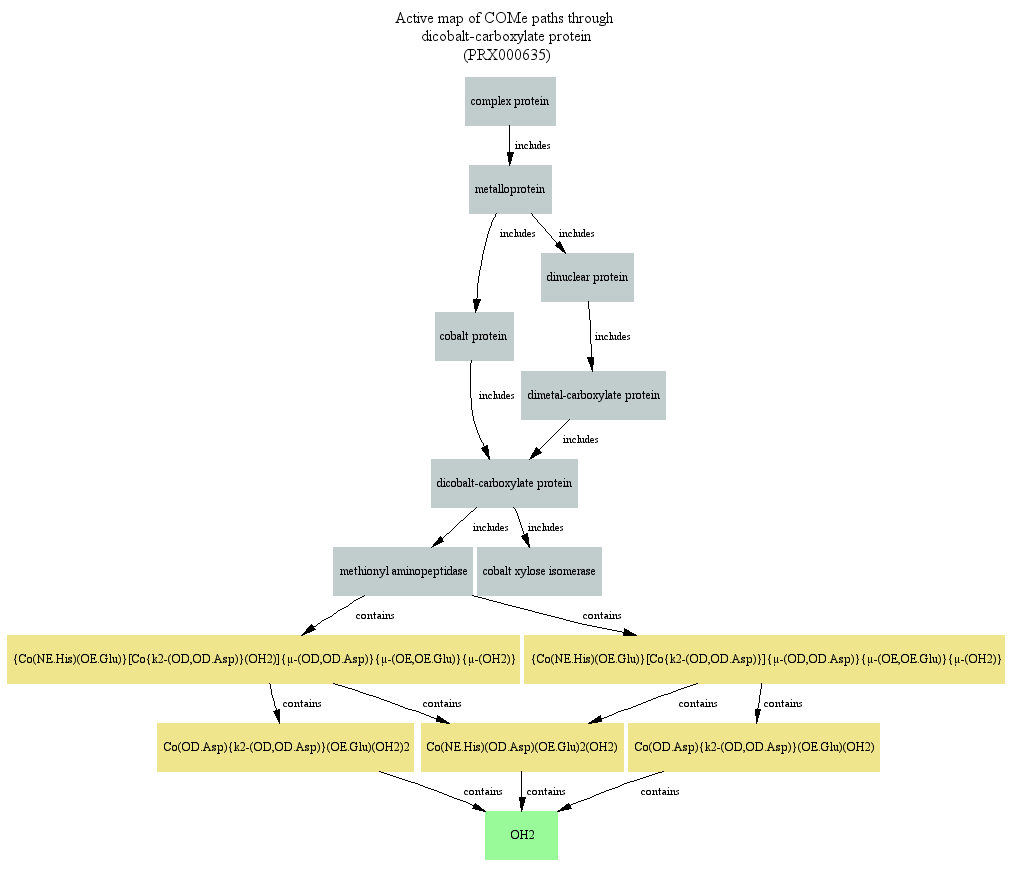 Active map of COMe paths through
dicobalt-carboxylate protein
(PRX000635)
complex protein
includes
metalloprotein
includes
includes
dinuclear protein
cobalt protein
includes
dimetal-carboxylate protein
includes
includes
dicobalt-carboxylate protein
includes
includes
methionyl aminopeptidase
cobalt xylose isomerase
contains
contains
{Co(NE.His)(OE.Glu)}[Co{k2-(OD,OD.Asp)}(OH2)]{μ-(OD,OD.Asp)}{μ-(OE,OE.Glu)}{μ-(OH2)}
{Co(NE.His)(OE.Glu)}[Co{k2-(OD,OD.Asp)}]{μ-(OD,OD.Asp)}{μ-(OE,OE.Glu)}{μ-(OH2)}
contains
contains
contains
contains
Co(OD.Asp){k2-(OD,OD.Asp)}(OE.Glu)(OH2)2
Co(NE.His)(OD.Asp)(OE.Glu)2(OH2)
Co(OD.Asp){k2-(OD,OD.Asp)}(OE.Glu)(OH2)
contains
contains
contains
OH2